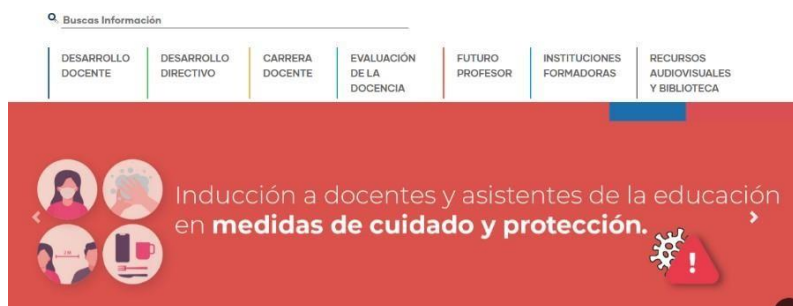 Buscas Información
DESARROLLO
DOCENTE
DESARROLLO
DIRECTIVO
CARRERA
DOCENTE
EVALUACIÓN
DE LA
DOCENCIA
FUTURO
PROFESOR
INSTITUCIONES
FORMADORAS
RECURSOS
AUDIOVISUALES
Y BIBLIOTECA
Inducción a docentes y asistentes de la educación
en medidas de cuidado y protección.
2 M
!